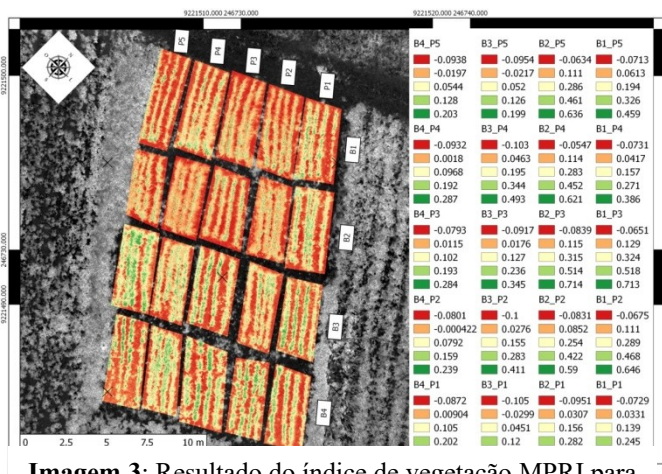 9221510.000 246730.000
9221520.000 246740.000
9221500.000
246730.000
9221490.000
P5
P4
P3
P2
P1
B1
B2
B3
B4
0 2.5 5 7.5 10 m
B4_P5 B3_P5 B2_P5 B1_P5
-0.0938 -0.0954 -0.0634 -0.0713
-0.0197 -0.0217 0.111 0.0613
0.0544 0.052 0.286 0.194
0.128 0.126 0.461 0.326
0.203 0.199 0.636 0.459
B4_P4 B3_P4 B2_P4 B1_P4
-0.0932 -0.103 -0.0547 -0.0731
0.0018 0.0463 0.114 0.0417
0.0968 0.195 0.283 0.157
0.192 0.344 0.452 0.271
0.287 0.493 0.621 0.386
B4_P3 B3_P3 B2_P3 B1_P3
-0.0793 -0.0917 -0.0839 -0.0651
0.0115 0.0176 0.115 0.129
0.102 0.127 0.315 0.324
0.193 0.236 0.514 0.518
0.284 0.345 0.714 0.713
B4_P2 B3_P2 B2_P2 B1_P2
-0.0801 -0.1 -0.0831 -0.0675
-0.000422 0.0276 0.0852 0.111
0.0792 0.155 0.254 0.289
0.159 0.283 0.422 0.468
0.239 0.411 0.59 0.646
B4_P1 B3_P1 B2_P1 B1_P1
-0.0872 -0.105 -0.0951 -0.0729
0.00904 -0.0299 0.0307 0.0331
0.105 0.0451 0.156 0.139
0.202 0.12 0.282 0.245
Imagem 3: Resultado do índice de vegetação MPRI para